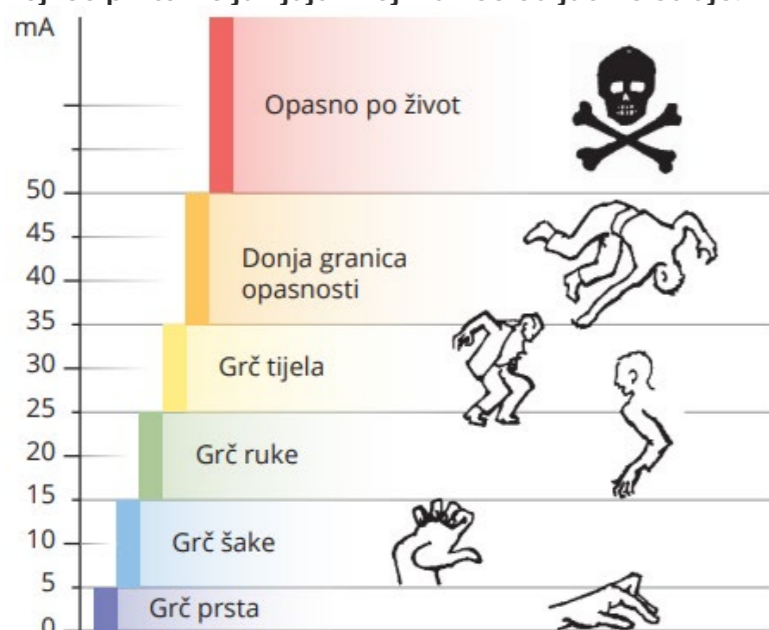 mA
Opasno po život
50
45
Donja granica
40
opasnosti
35
30
Grč tijela
25
20
Grč ruke
15
10
Grč šake
5
Grč prsta
0